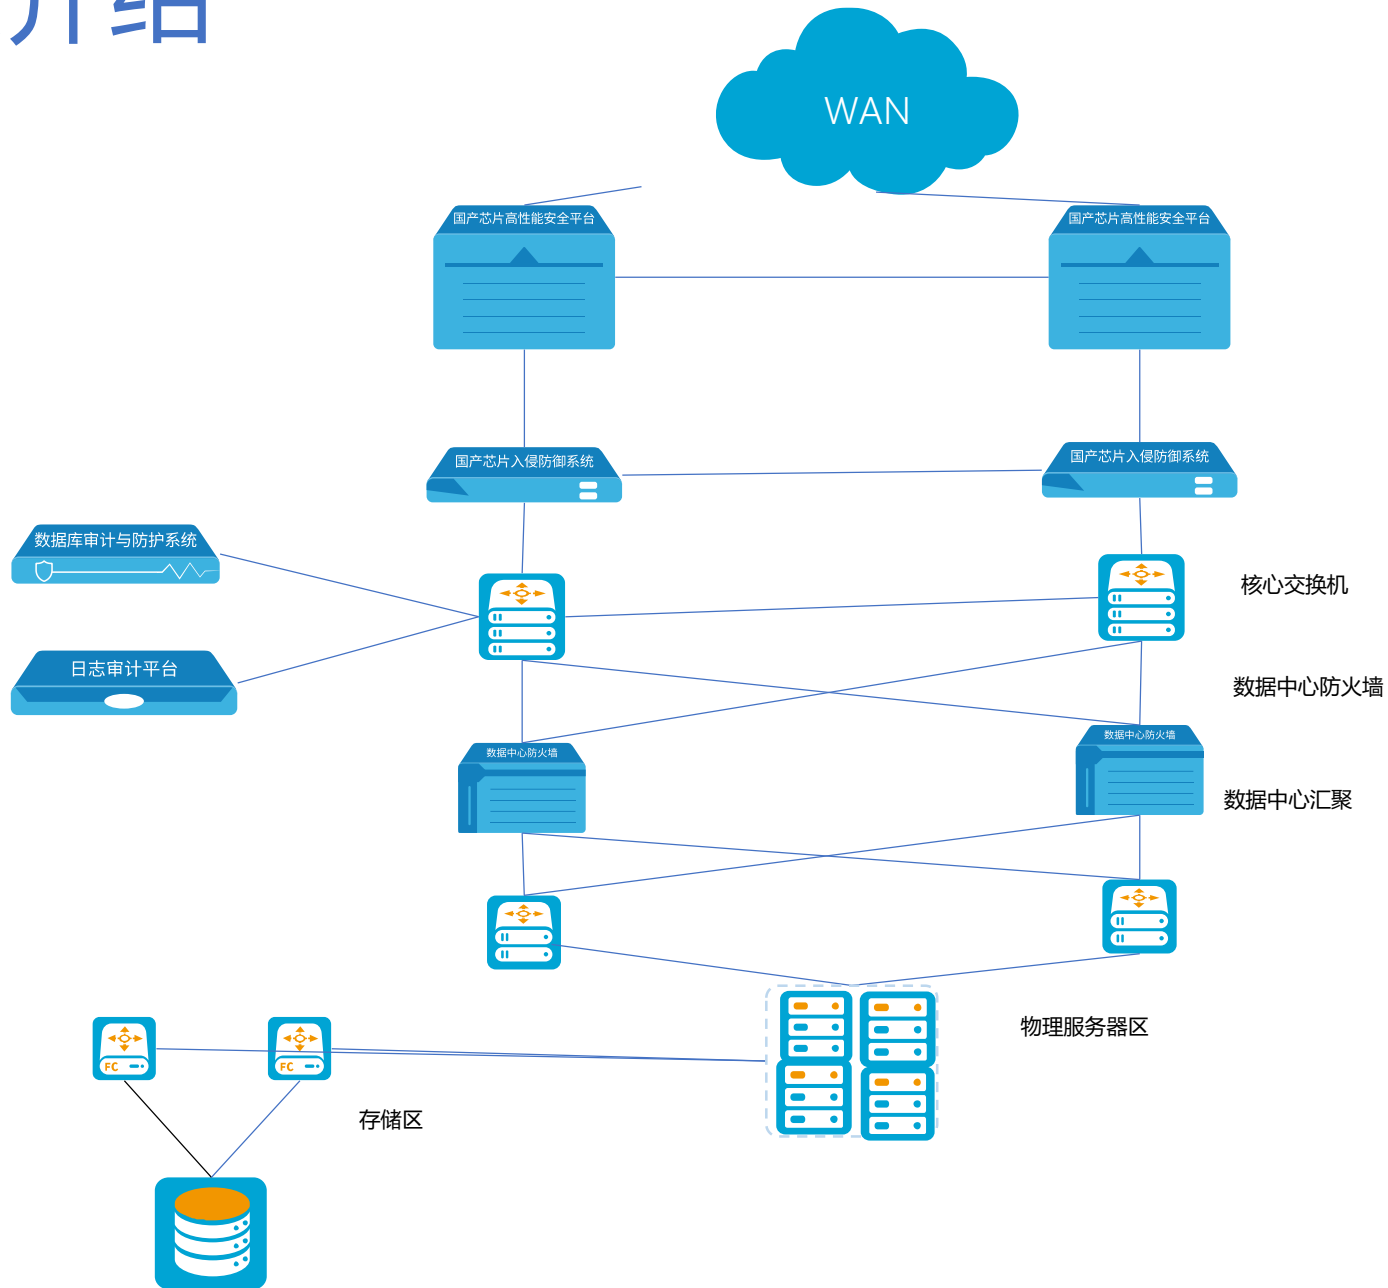 介绍
WAN
国产芯片高性能安全平台
国产芯片高性能安全平台
国产芯片入侵防御系统
国产芯片入侵防御系统
数据库审计与防护系统
核心交换机
日志审计平台
数据中心防火墙
数据中心防火墙
数据中心防火墙
数据中心汇聚
物理服务器区
FC
FC
存储区